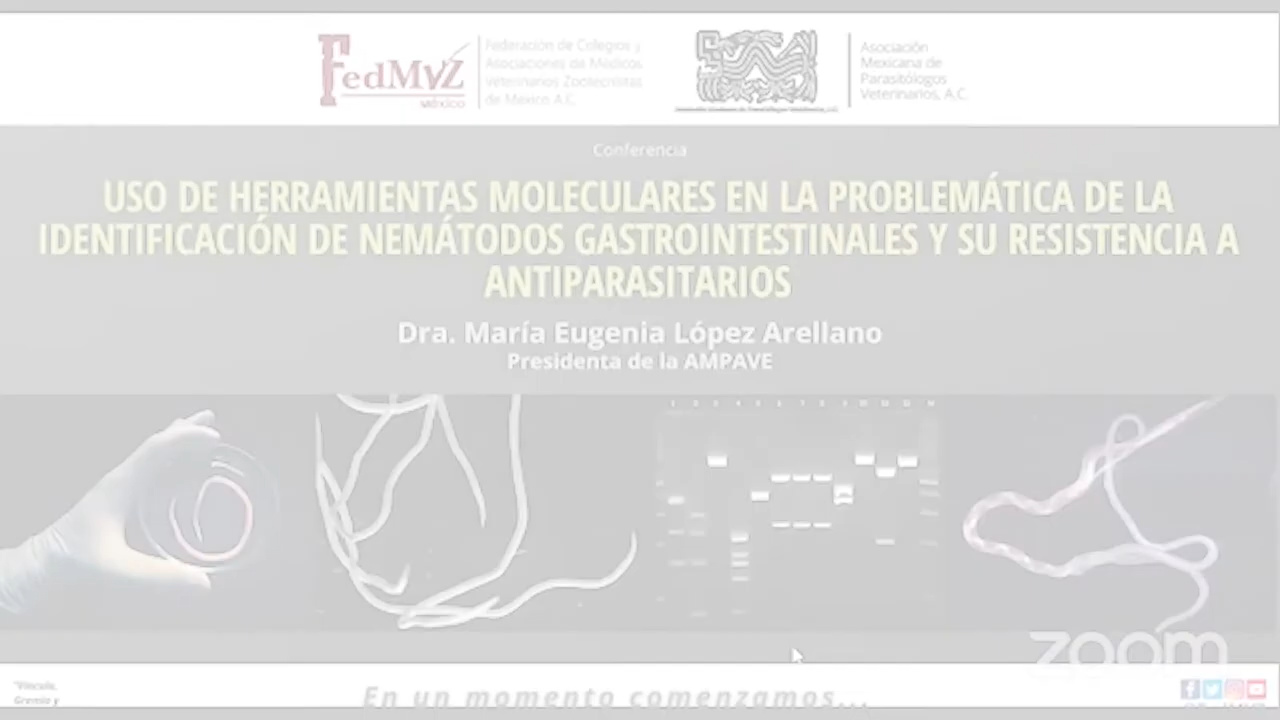 FedMVZ
México
Federación de Colegios y
Asociaciones de Médicos
Veterinarios Zootecnistas
de México A.C.
Asociación
Mexicana de
Parasitólogos
Veterinarios, A.C.
Conferencia
USO DE HERRAMIENTAS MOLECULARES EN LA PROBLEMÁTICA DE LA
IDENTIFICACIÓN DE NEMÁTODOS GASTROINTESTINALES Y SU RESISTENCIA A
ANTIPARASITARIOS
Dra. María Eugenia López Arellano
Presidenta de la AMPAVE
zoom
"Vínculo,
Gremio y
En un momento comenzamos...